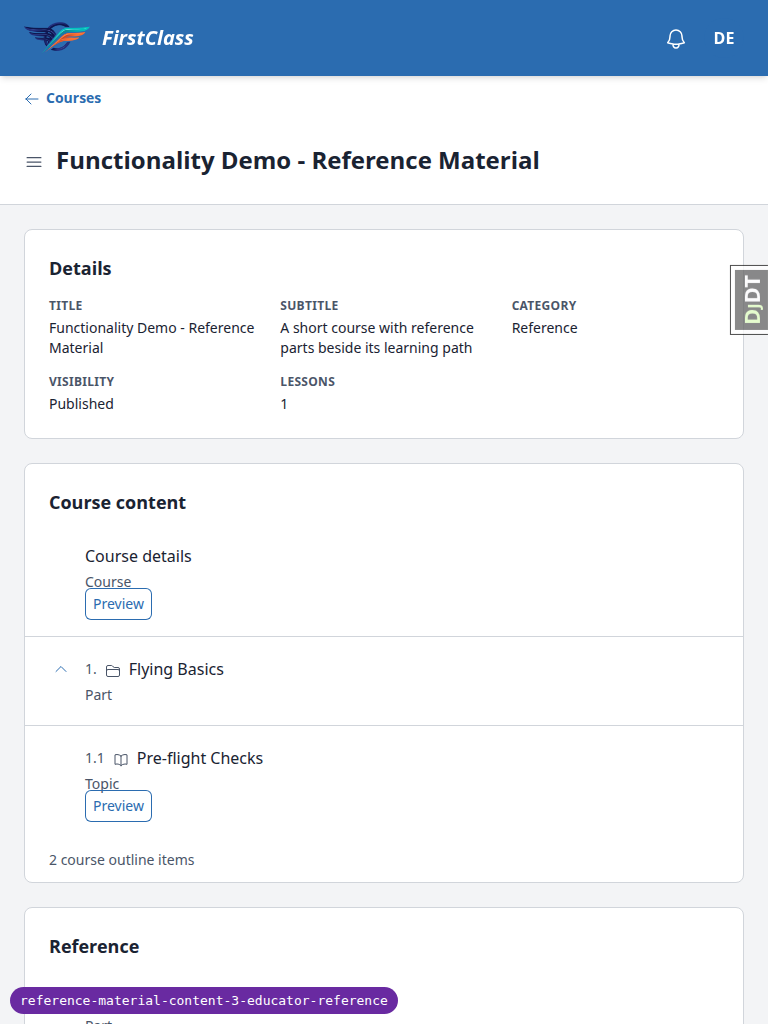 FirstClass
DE
Courses
Functionality Demo - Reference Material
Details
TITLE
SUBTITLE
CATEGORY
Functionality Demo - Reference
Material
A short course with reference
parts beside its learning path
Reference
DjDT
VISIBILITY
LESSONS
Published
1
Course content
Course details
Course
Preview
1. Flying Basics
Part
1.1 Pre-flight Checks
Topic
Preview
2 course outline items
Reference
reference-material-content-3-educator-reference
Part